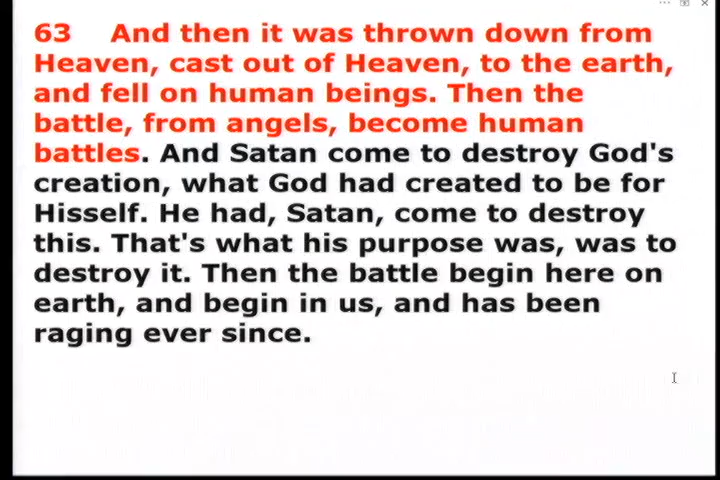 63 And then it was thrown down from
Heaven, cast out of Heaven, to the earth,
and fell on human beings. Then the
battle, from angels, become human
battles. And Satan come to destroy God's
creation, what God had created to be for
Hisself. He had, Satan, come to destroy
this. That's what his purpose was, was to
destroy it. Then the battle begin here on
earth, and begin in us, and has been
raging ever since.